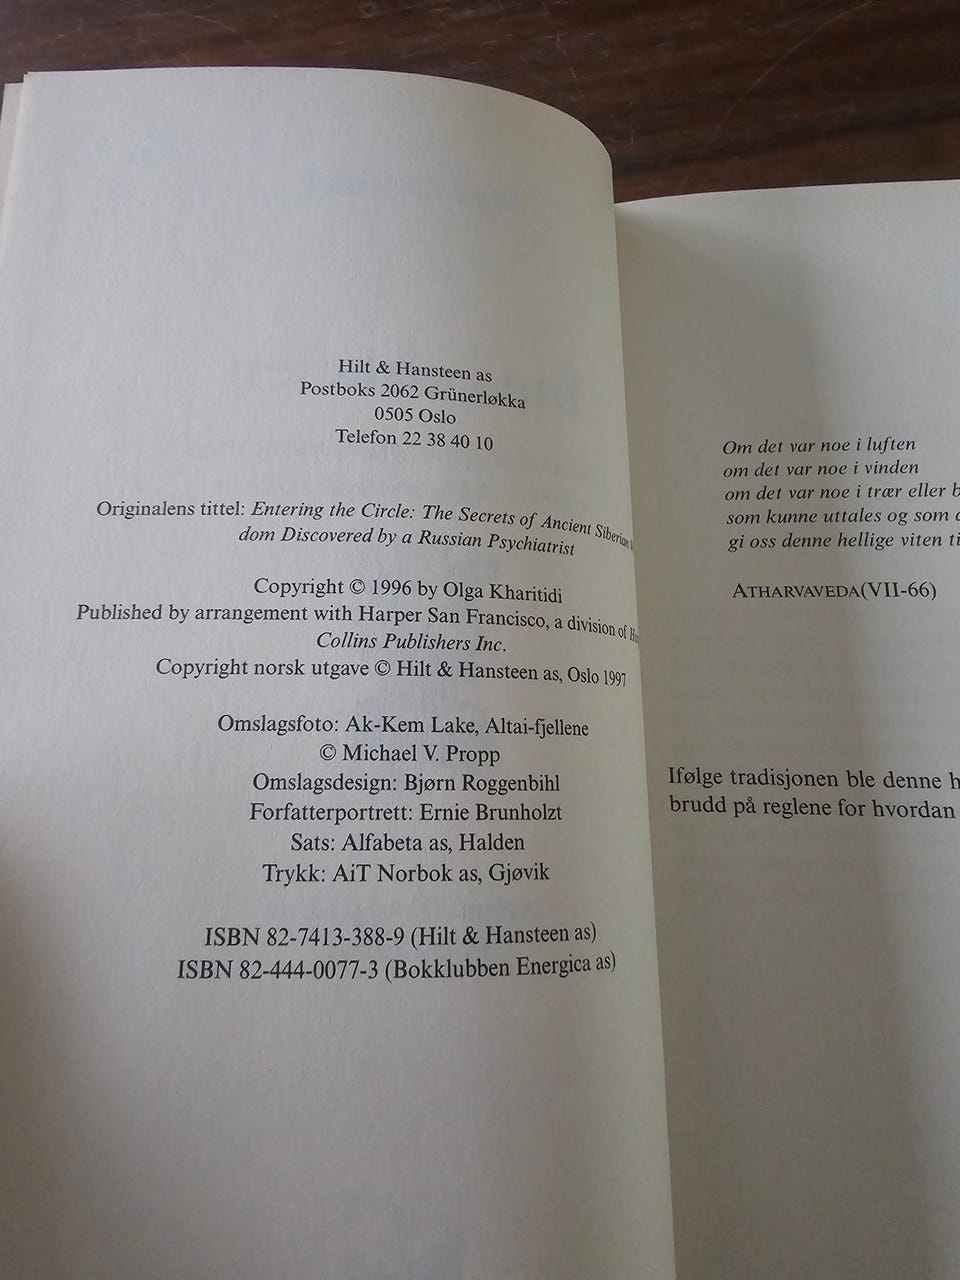 Hilt & Hansteen as
Postboks 2062 Grünerløkka
0505 Oslo
Telefon 22 38 40 10
Originalens tittel: Entering the Circle: The Secrets of Ancient Siberian
dom Discovered by a Russian Psychiatrist
Copyright © 1996 by Olga Kharitidi
Published by arrangement with Harper San Francisco, a division of
Collins Publishers Inc.
Copyright norsk utgave © Hilt & Hansteen as, Oslo 1997
Omslagsfoto: Ak-Kem Lake, Altai-fjellene
© Michael V. Propp
Omslagsdesign: Bjørn Roggenbihl
Forfatterportrett: Ernie Brunholzt
Sats: Alfabeta as, Halden
Trykk: AiT Norbok as, Gjøvik
ISBN 82-7413-388-9 (Hilt & Hansteen as)
ISBN 82-444-0077-3 (Bokklubben Energica as)
Om det var noe i luften
om det var noe i vinden
om det var noe i trær eller
som kunne uttales og som
gi oss denne hellige viten
ATHARVAVEDA(VII-66)
Ifølge tradisjonen ble denne
brudd på reglene for hvordan